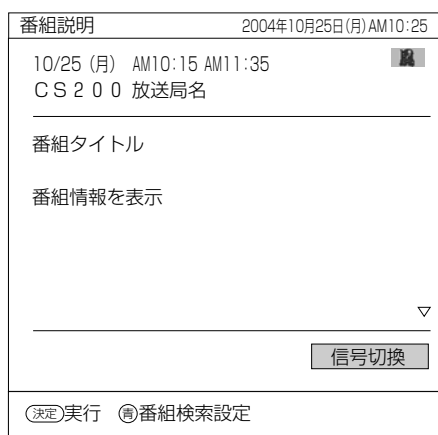 番組説明 2004年10月25日(月)AM10:25
10/25 (月) AM10:15 AM11:35
ＣＳ２００ 放送局名
番組タイトル
番組情報を表示
信号切換
決定 実行 青 番組検索設定